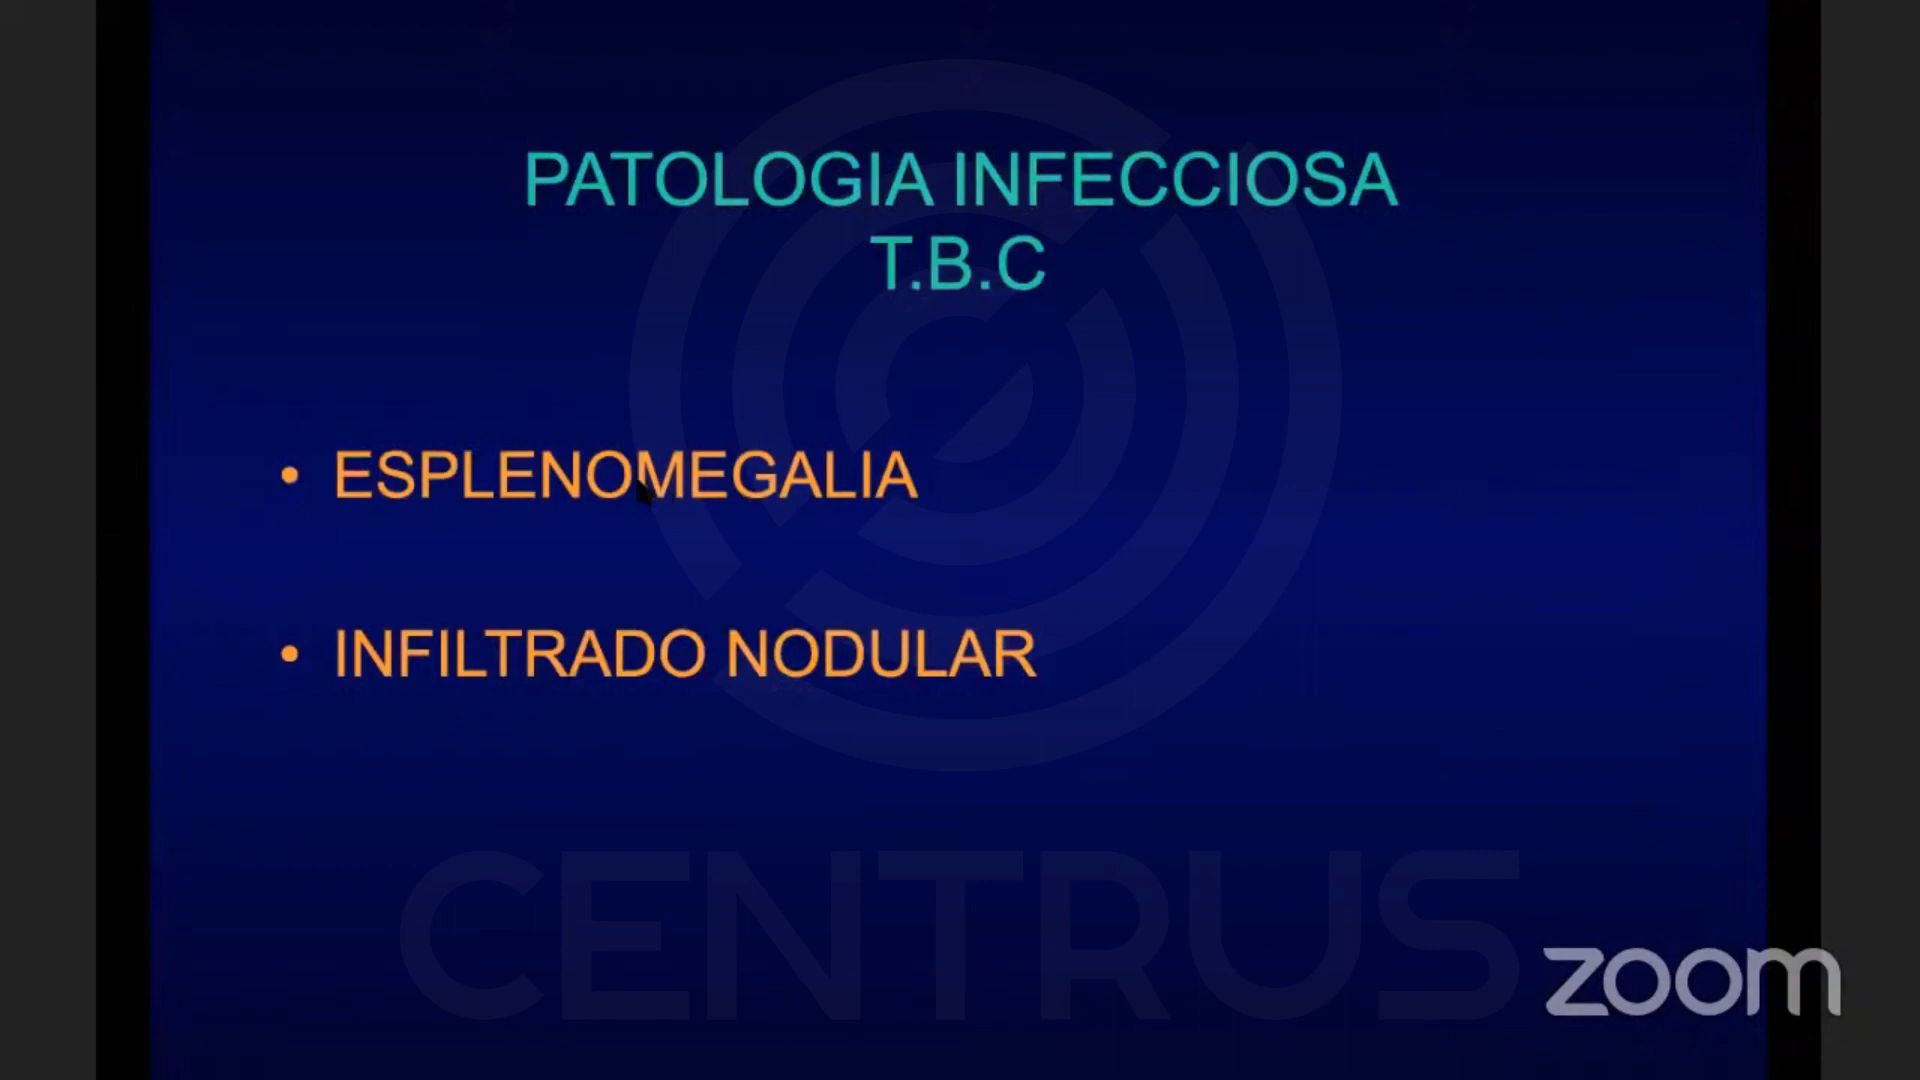 PATOLOGIA INFECCIOSA
T.B.C
• ESPLENOMEGALIA
• INFILTRADO NODULAR
CENTRUS
zoom